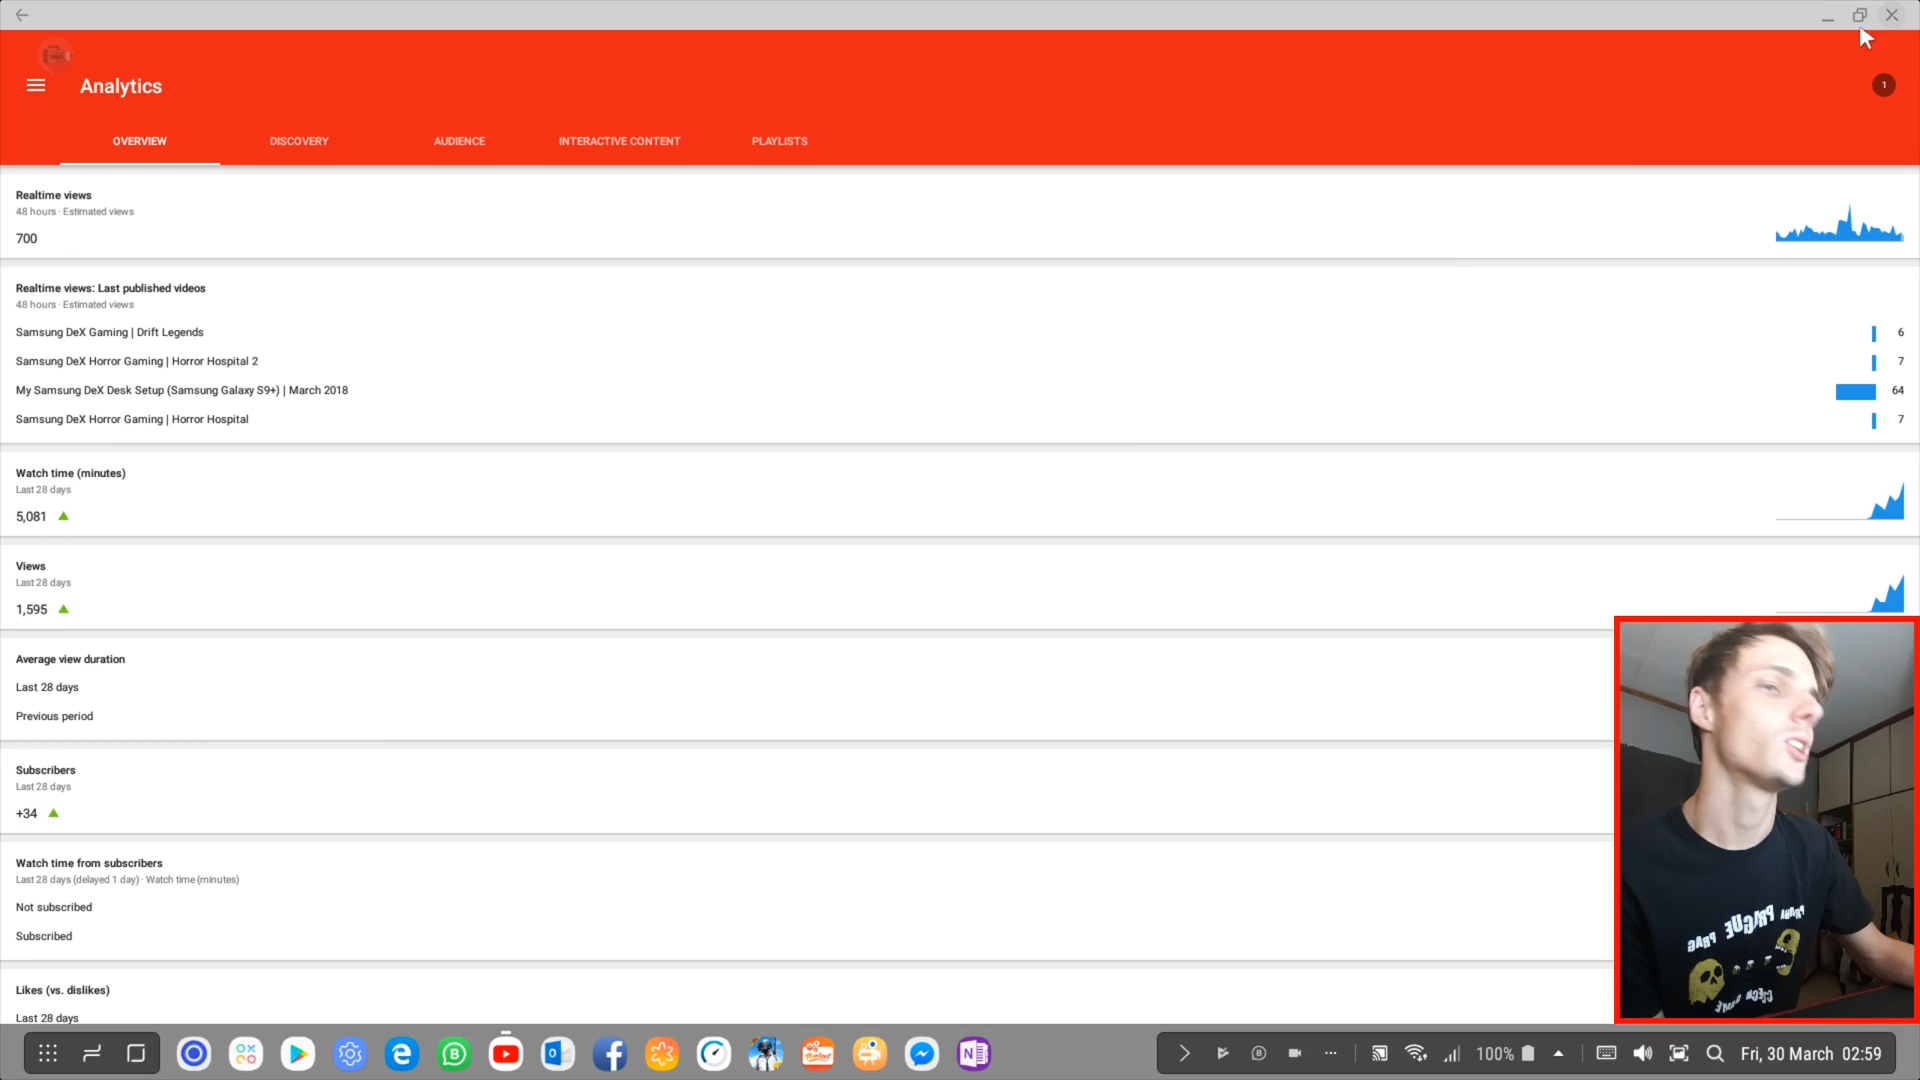 Analytics
1
OVERVIEW
DISCOVERY
AUDIENCE
INTERACTIVE CONTENT
PLAYLISTS
Realtime views
48 hours · Estimated views
700
Realtime views: Last published videos
48 hours · Estimated views
Samsung DeX Gaming | Drift Legends 6
Samsung DeX Horror Gaming | Horror Hospital 2 7
My Samsung DeX Desk Setup (Samsung Galaxy S9+) | March 2018 64
Samsung DeX Horror Gaming | Horror Hospital 7
Watch time (minutes)
Last 28 days
5,081
Views
Last 28 days
1,595
Average view duration
Last 28 days
Previous period
Subscribers
Last 28 days
+34
Watch time from subscribers
Last 28 days (delayed 1 day) · Watch time (minutes)
Not subscribed
Subscribed
Likes (vs. dislikes)
Last 28 days
PRAGUE
PRAG
100%
Fri, 30 March 02:59